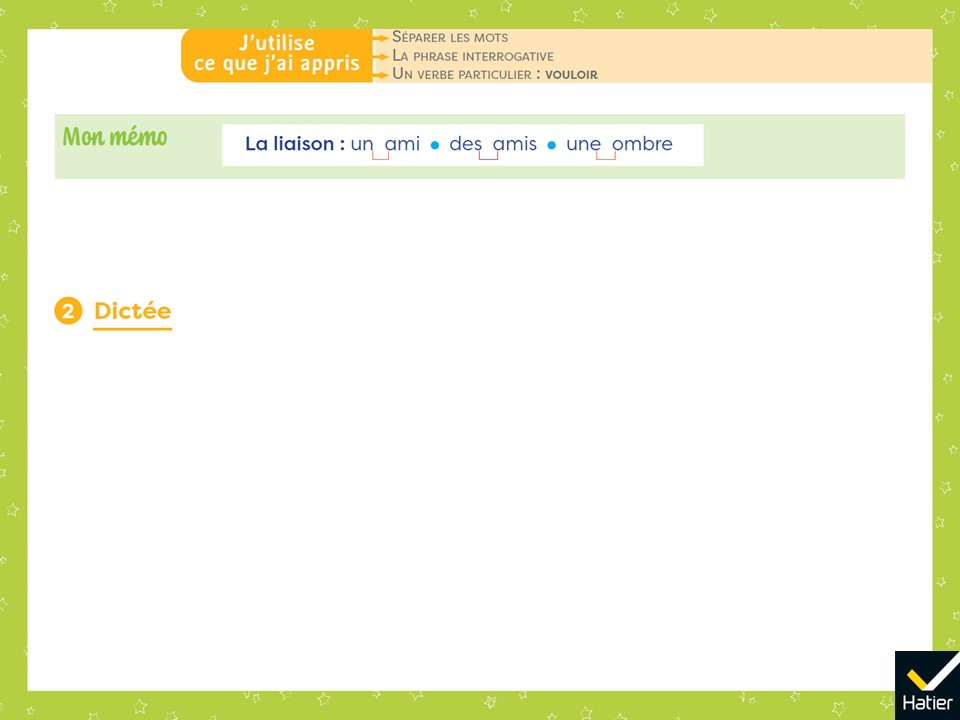 J'utilise
ce que j'ai appris
Séparer les mots
La phrase interrogative
Un verbe particulier : vouloir
Mon mémo
La liaison : un ami • des amis • une ombre
2 Dictée
Hatier